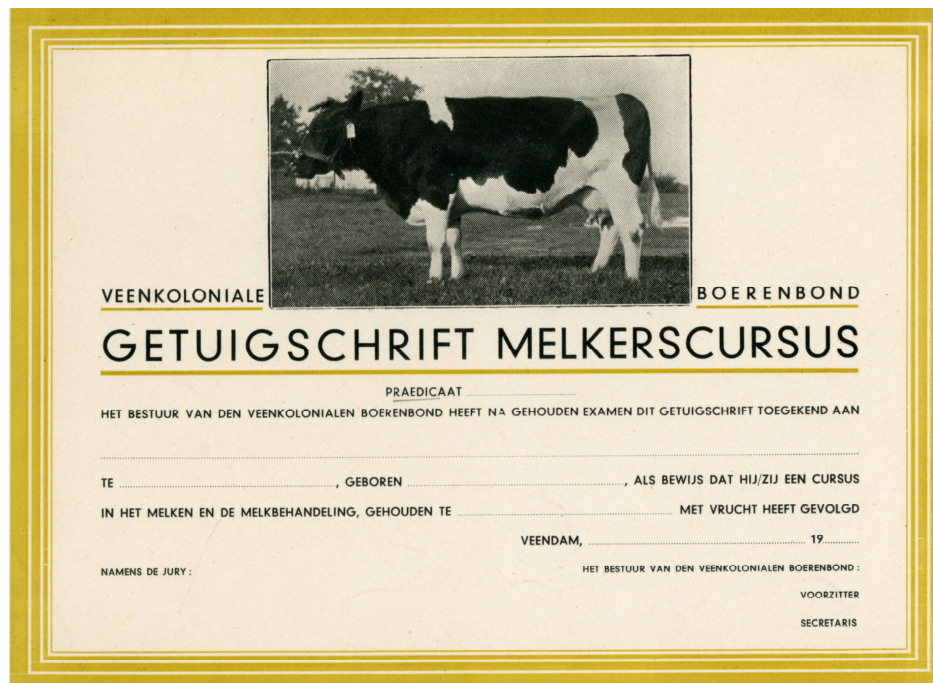 VEENKOLONIALE BOERENBOND
GETUIGSCHRIFT MELKERSCURSUS
PRAEDICAAT
HET BESTUUR VAN DEN VEENKOLONIALEN BOERENBOND HEEFT NA GEHOUDEN EXAMEN DIT GETUIGSCHRIFT TOEGEKEND AAN
TE , GEBOREN , ALS BEWIJS DAT HIJ/ZIJ EEN CURSUS
IN HET MELKEN EN DE MELKBEHANDELING, GEHOUDEN TE MET VRUCHT HEEFT GEVOLGD
VEENDAM, 19
NAMENS DE JURY : HET BESTUUR VAN DEN VEENKOLONIALEN BOERENBOND :
VOORZITTER
SECRETARIS